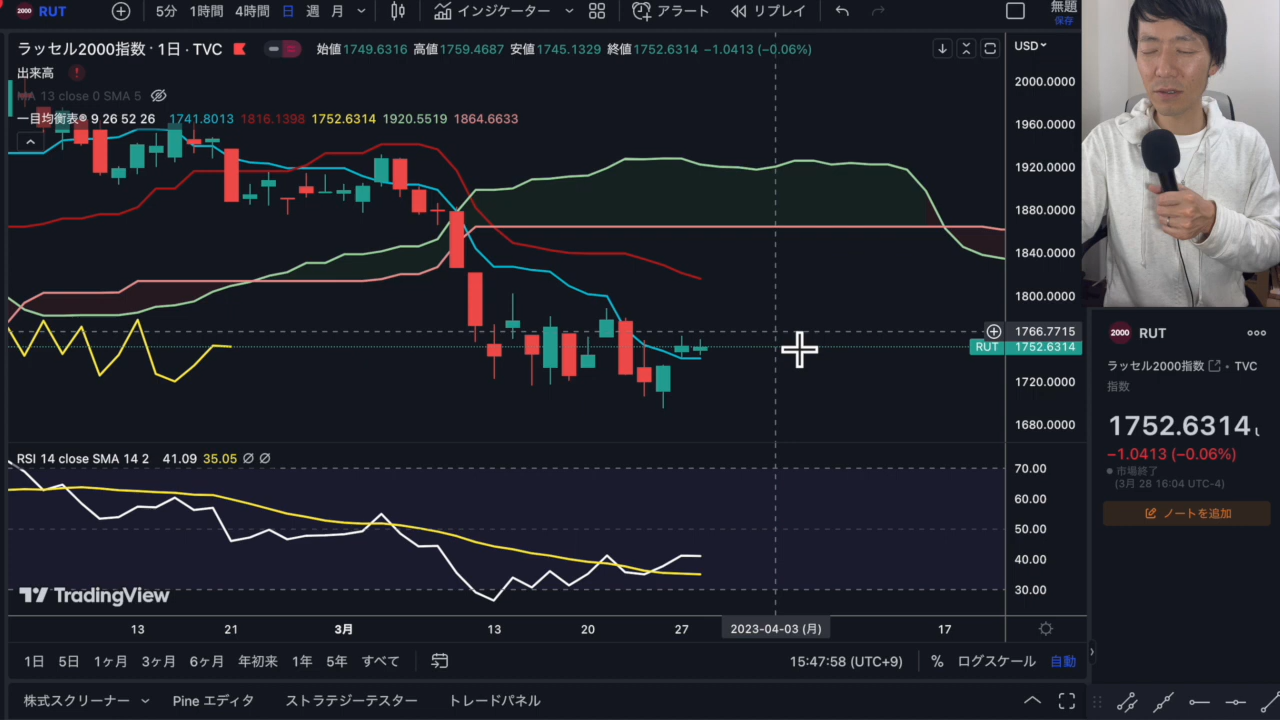 2000 RUT 5分 1時間 4時間 日 週 月 インジケーター アラート リプレイ 無題
保存
ラッセル2000指数 · 1日 · TVC 始値1749.6316 高値1759.4687 安値1745.1329 終値1752.6314 −1.0413 (−0.06%)
USD
出来高
MA 13 close 0 SMA 5
一目均衡表 9 26 52 26 1741.8013 1816.1398 1752.6314 1920.5519 1864.6633
2000.0000
1960.0000
1920.0000
1880.0000
1840.0000
1800.0000
1766.7715
RUT 1752.6314
1720.0000
1680.0000
RSI 14 close SMA 14 2 41.09 35.05
70.00
60.00
50.00
40.00
30.00
TradingView
13 21 3月 13 20 27 2023-04-03 (月) 17
1日 5日 1ヶ月 3ヶ月 6ヶ月 年初来 1年 5年 すべて 15:47:58 (UTC+9) % ログスケール 自動
株式スクリーナー Pine エディタ ストラテジーテスター トレードパネル
2000 RUT
ラッセル2000指数 • TVC
指数
1752.6314
−1.0413 (−0.06%)
市場終了
(3月 28 16:04 UTC-4)
ノートを追加